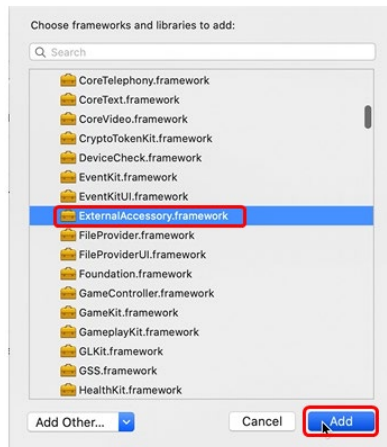 Choose frameworks and libraries to add:
Search
CoreTelephony.framework
CoreText.framework
CoreVideo.framework
CryptoTokenKit.framework
DeviceCheck.framework
EventKit.framework
EventKitUI.framework
ExternalAccessory.framework
FileProvider.framework
FileProviderUI.framework
Foundation.framework
GameController.framework
GameKit.framework
GameplayKit.framework
GLKit.framework
GSS.framework
HealthKit.framework
Add Other... Cancel Add